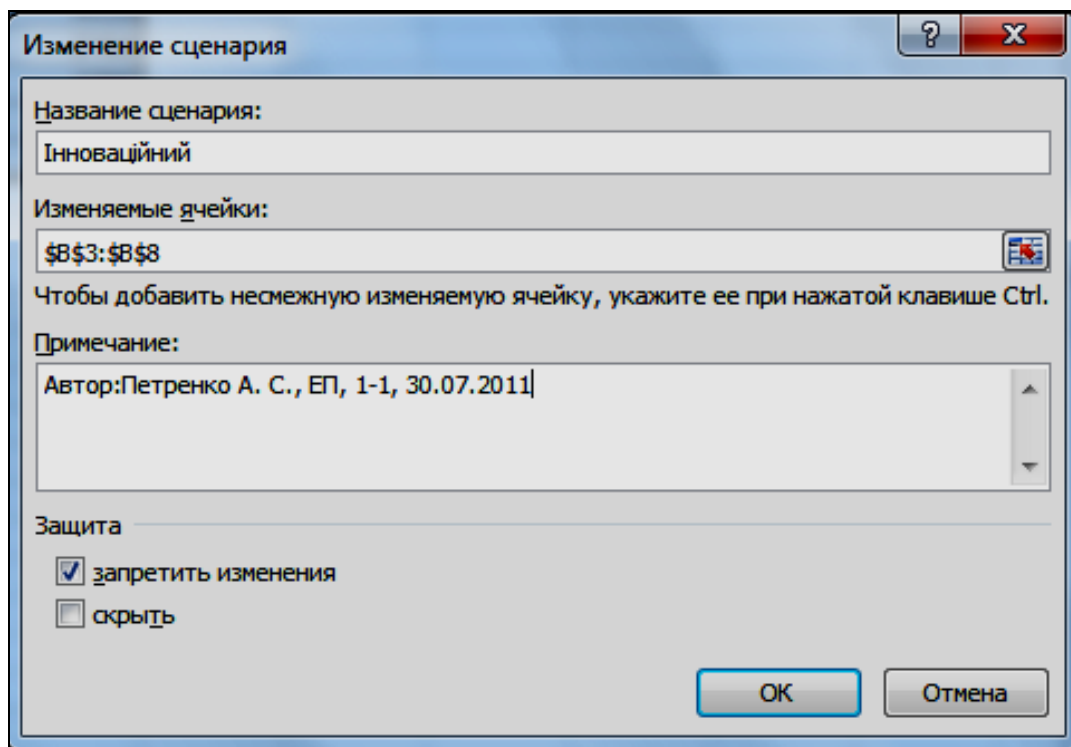 Изменение сценария
?
X
Название сценария:
Інноваційний
Изменяемые ячейки:
$B$3:$B$8
Чтобы добавить несмежную изменяемую ячейку, укажите ее при нажатой клавише Ctrl.
Примечание:
Автор:Петренко А. С., ЕП, 1-1, 30.07.2011
Защита
запретить изменения
скрыть
ОК
Отмена